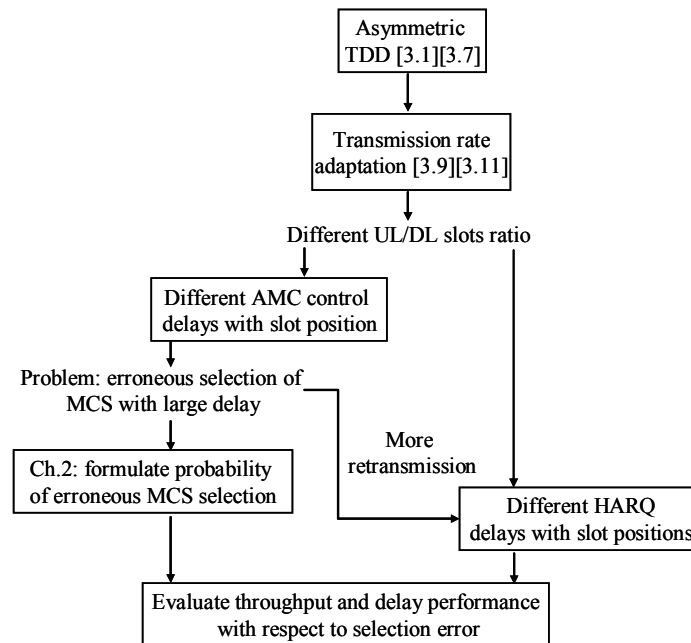 Asymmetric
TDD [3.1][3.7]
Transmission rate
adaptation [3.9][3.11]
Different UL/DL slots ratio
Different AMC control
delays with slot position
Problem: erroneous selection of
MCS with large delay
More
retransmission
Ch.2: formulate probability
of erroneous MCS selection
Different HARQ
delays with slot positions
Evaluate throughput and delay performance
with respect to selection error